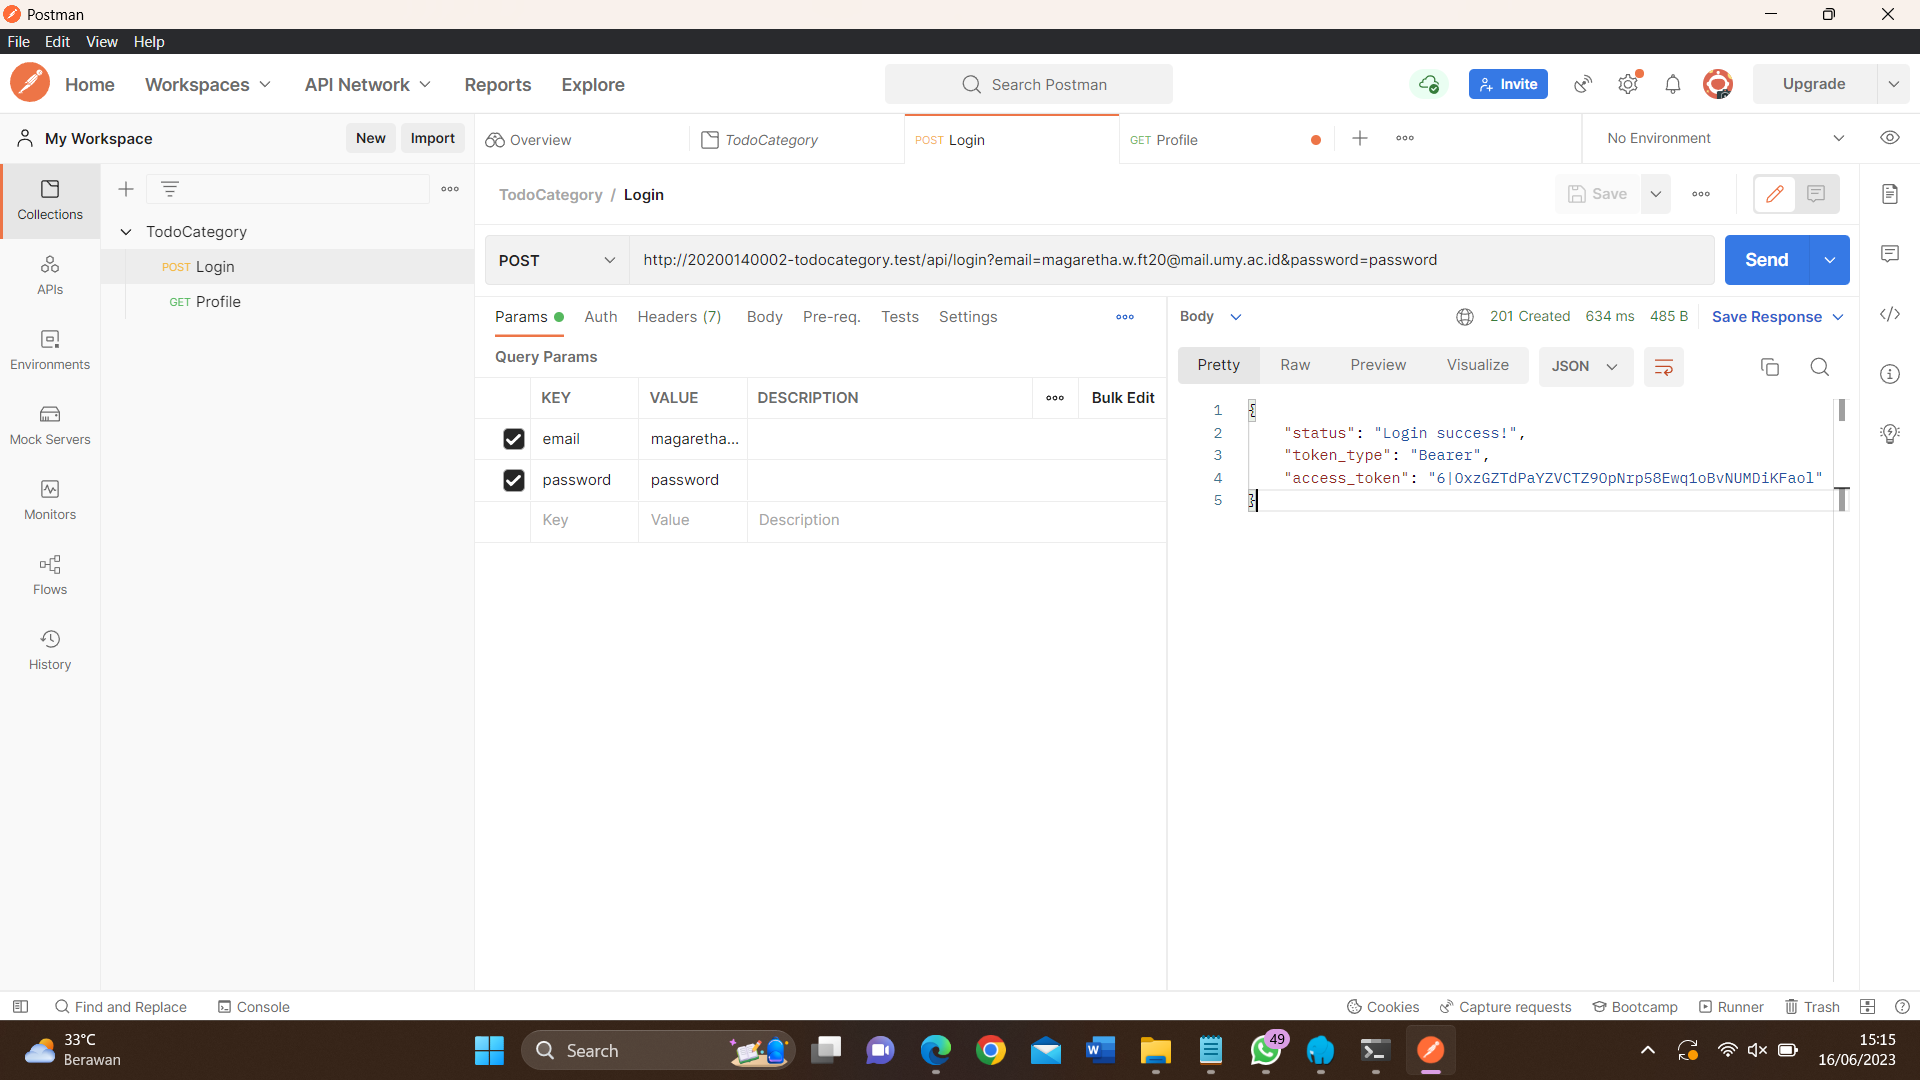 Postman
File Edit View Help
Home Workspaces API Network Reports Explore Search Postman Invite Upgrade
My Workspace New Import Overview TodoCategory POST Login GET Profile No Environment
TodoCategory / Login Save
Collections
APIs
Environments
Mock Servers
Monitors
Flows
History
TodoCategory
POST Login
GET Profile
POST http://20200140002-todocategory.test/api/login?email=magaretha.w.ft20@mail.umy.ac.id&password=password Send
Params Auth Headers (7) Body Pre-req. Tests Settings
Query Params
KEY VALUE DESCRIPTION Bulk Edit
email magaretha...
password password
Key Value Description
Body 201 Created 634 ms 485 B Save Response
Pretty Raw Preview Visualize JSON
1 {
2 "status": "Login success!",
3 "token_type": "Bearer",
4 "access_token": "6|OxzGZTdPaYZVCTZ9OpNrp58Ewq1oBvNUMDiKFaol"
5 }
Find and Replace Console Cookies Capture requests Bootcamp Runner Trash
33°C
Berawan
Search
49
15:15
16/06/2023